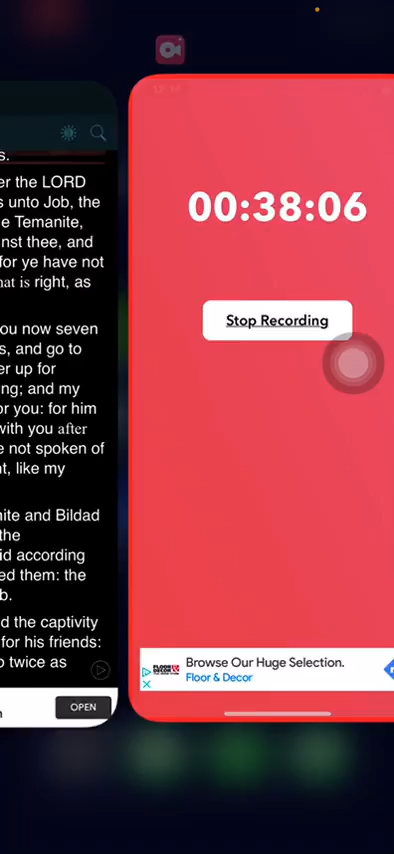 s.
er the LORD
s unto Job, the
e Temanite,
nst thee, and
for ye have not
hat is right, as
ou now seven
s, and go to
er up for
ng; and my
or you: for him
with you after
e not spoken of
t, like my
nite and Bildad
the
id according
ed them: the
b.
d the captivity
for his friends:
o twice as
n
OPEN
00:38:06
Stop Recording
FLOOR
DECOR
Browse Our Huge Selection.
Floor & Decor